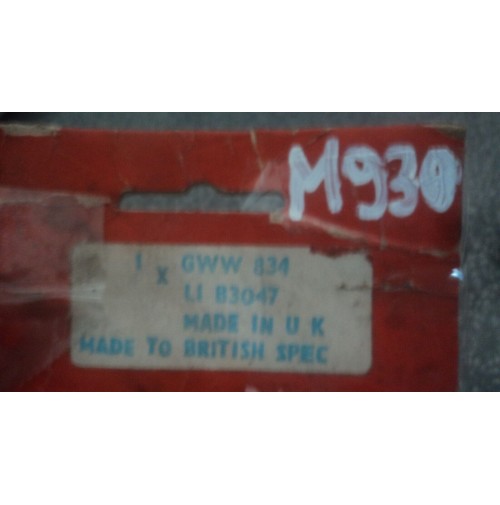 M930
1 x GWW 834
LI 83047
MADE IN U K
MADE TO BRITISH SPEC